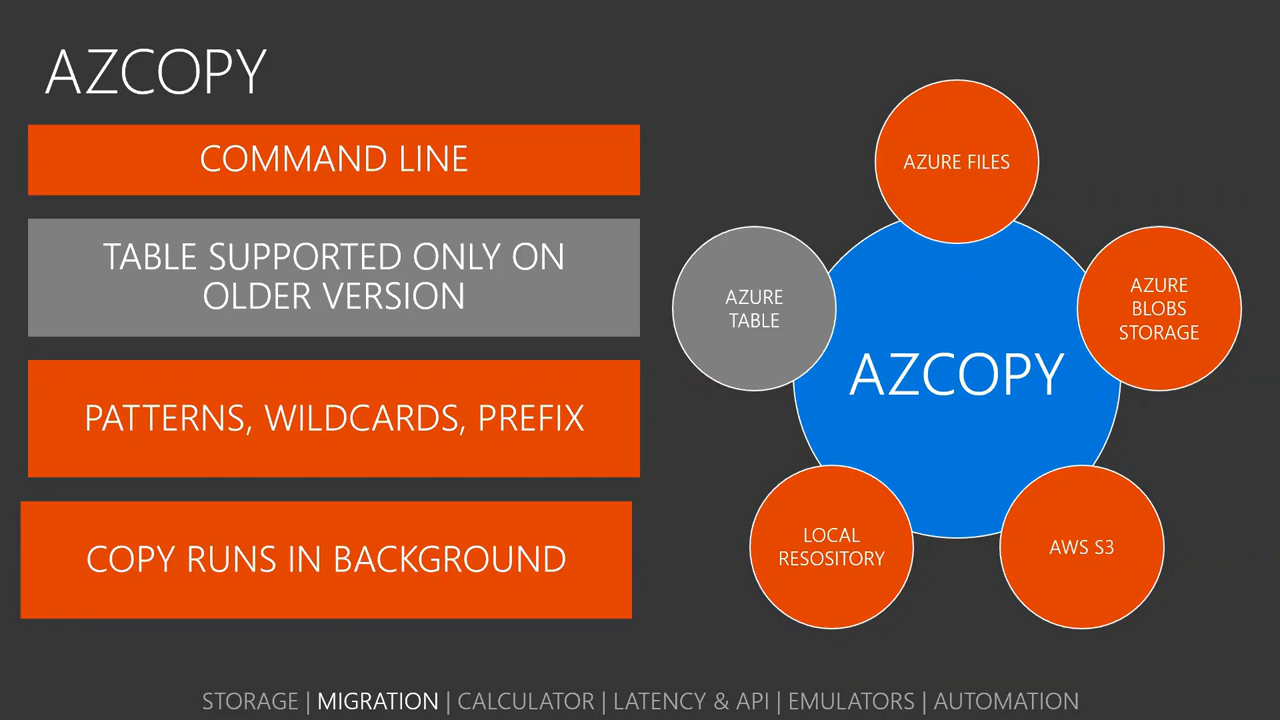 AZCOPY
COMMAND LINE
TABLE SUPPORTED ONLY ON
OLDER VERSION
PATTERNS, WILDCARDS, PREFIX
COPY RUNS IN BACKGROUND
AZURE FILES
AZURE
TABLE
AZURE
BLOBS
STORAGE
AZCOPY
LOCAL
RESOSITORY
AWS S3
STORAGE | MIGRATION | CALCULATOR | LATENCY & API | EMULATORS | AUTOMATION